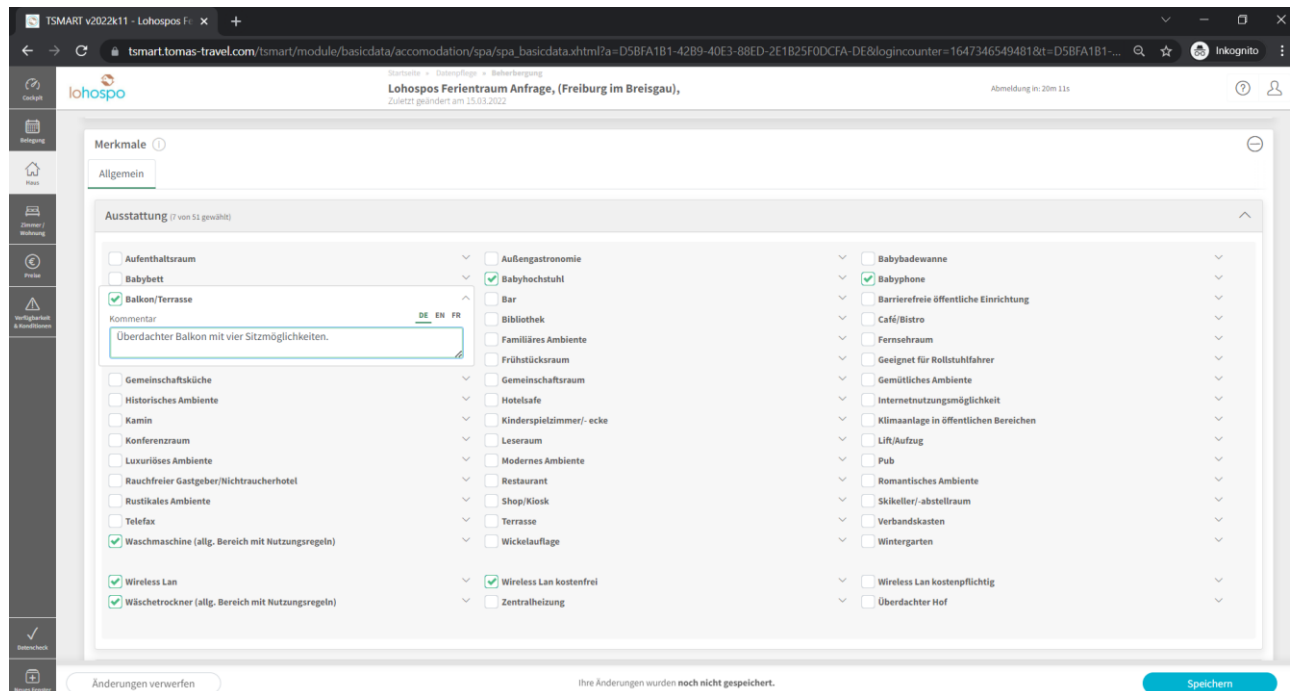 TSMART v2022k11 - Lohospos Fe
tsmart.tomas-travel.com/tsmart/module/basicdata/accomodation/spa/spa_basicdata.xhtml?a=D5BFA1B1-42B9-40E3-88ED-2E1B25F0DCFA-DE&logincounter=1647346549481&t=D5BFA1B1-...
Inkognito
Cockpit
lohospo
Startseite » Datenpflege » Beherbergung
Lohospos Ferientraum Anfrage, (Freiburg im Breisgau),
Zuletzt geändert am 15.03.2022
Abmeldung in: 20m 11s
Belegung
Haus
Zimmer / Wohnung
Preise
Verfügbarkeit & Konditionen
Datencheck
Merkmale
Allgemein
Ausstattung (7 von 51 gewählt)
Aufenthaltsraum Außengastronomie Babybadewanne
Babybett Babyhochstuhl Babyphone
Balkon/Terrasse Bar Barrierefreie öffentliche Einrichtung
Kommentar DE EN FR Bibliothek Café/Bistro
Überdachter Balkon mit vier Sitzmöglichkeiten. Familiäres Ambiente Fernsehraum
Frühstücksraum Geeignet für Rollstuhlfahrer
Gemeinschaftsküche Gemeinschaftsraum Gemütliches Ambiente
Historisches Ambiente Hotelsafe Internetnutzungsmöglichkeit
Kamin Kinderspielzimmer/- ecke Klimaanlage in öffentlichen Bereichen
Konferenzraum Leseraum Lift/Aufzug
Luxuriöses Ambiente Modernes Ambiente Pub
Rauchfreier Gastgeber/Nichtraucherhotel Restaurant Romantisches Ambiente
Rustikales Ambiente Shop/Kiosk Skikeller/-abstellraum
Telefax Terrasse Verbandskasten
Waschmaschine (allg. Bereich mit Nutzungsregeln) Wickelauflage Wintergarten
Wireless Lan Wireless Lan kostenfrei Wireless Lan kostenpflichtig
Wäschetrockner (allg. Bereich mit Nutzungsregeln) Zentralheizung Überdachter Hof
Änderungen verwerfen Ihre Änderungen wurden noch nicht gespeichert. Speichern